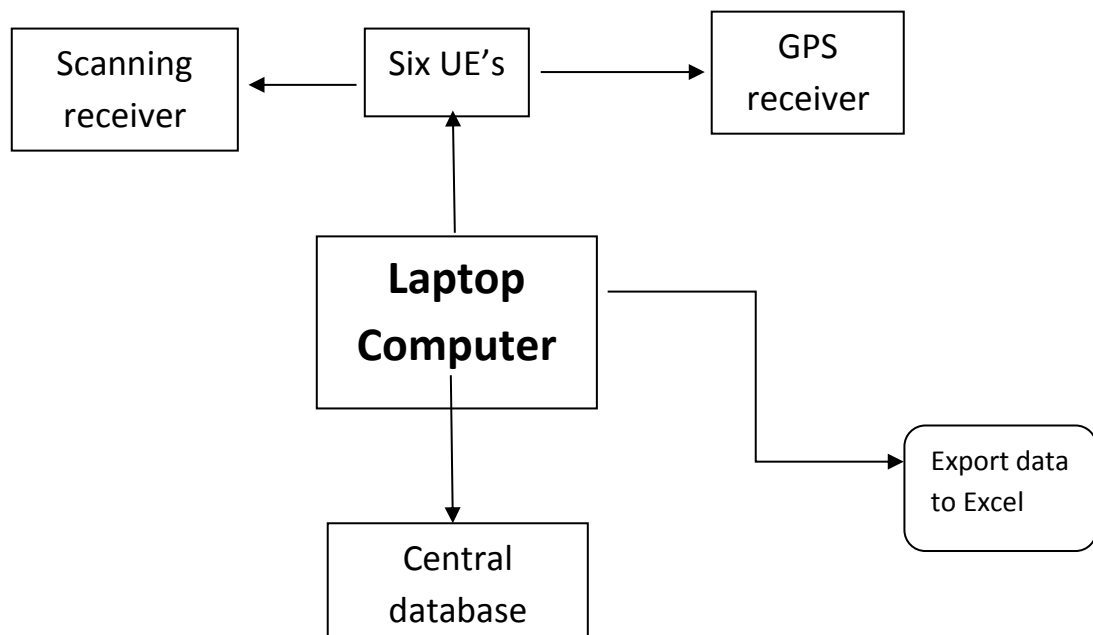 Scanning
receiver
Six UE’s
GPS
receiver
Laptop
Computer
Export data
to Excel
Central
database